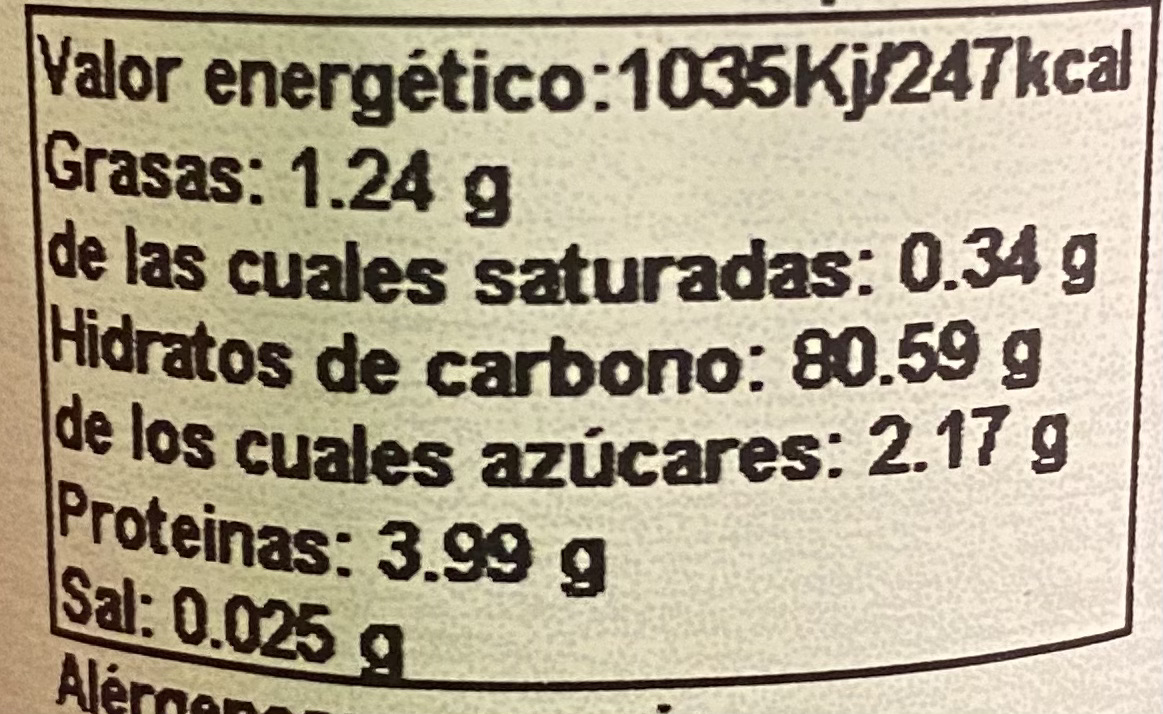 Valor energético:1035Kj/247kcal
Grasas: 1.24 g
de las cuales saturadas: 0.34 g
Hidratos de carbono: 80.59 g
de los cuales azúcares: 2.17 g
Proteinas: 3.99 g
Sal: 0.025 g